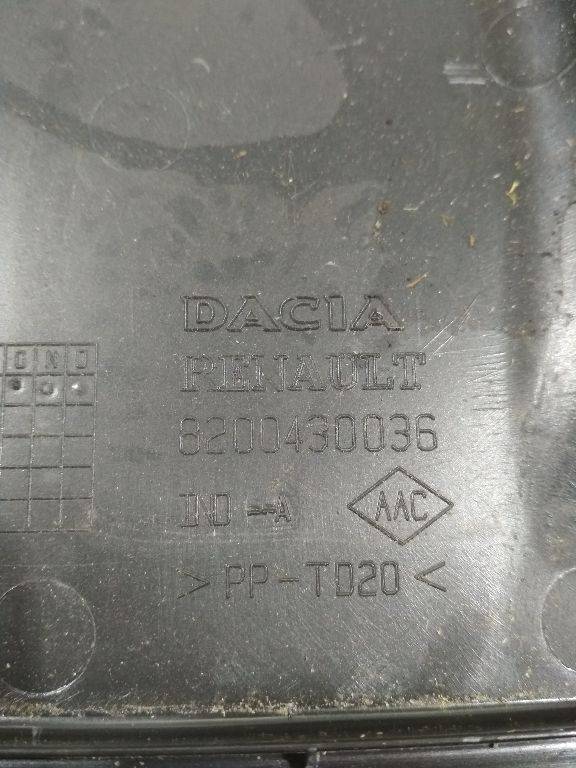 DACIA
RENAULT
8200430036
O N D
IND -A
AAC
> PP-TD20 <